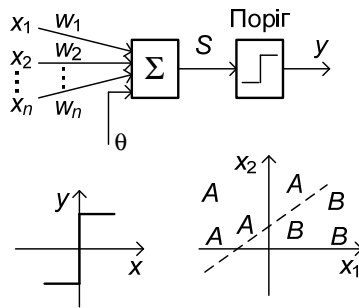 Поріг
x₁ w₁
x₂ w₂
Σ S y
xₙ wₙ
θ
y
x
x₂
A A B
A A B B
x₁